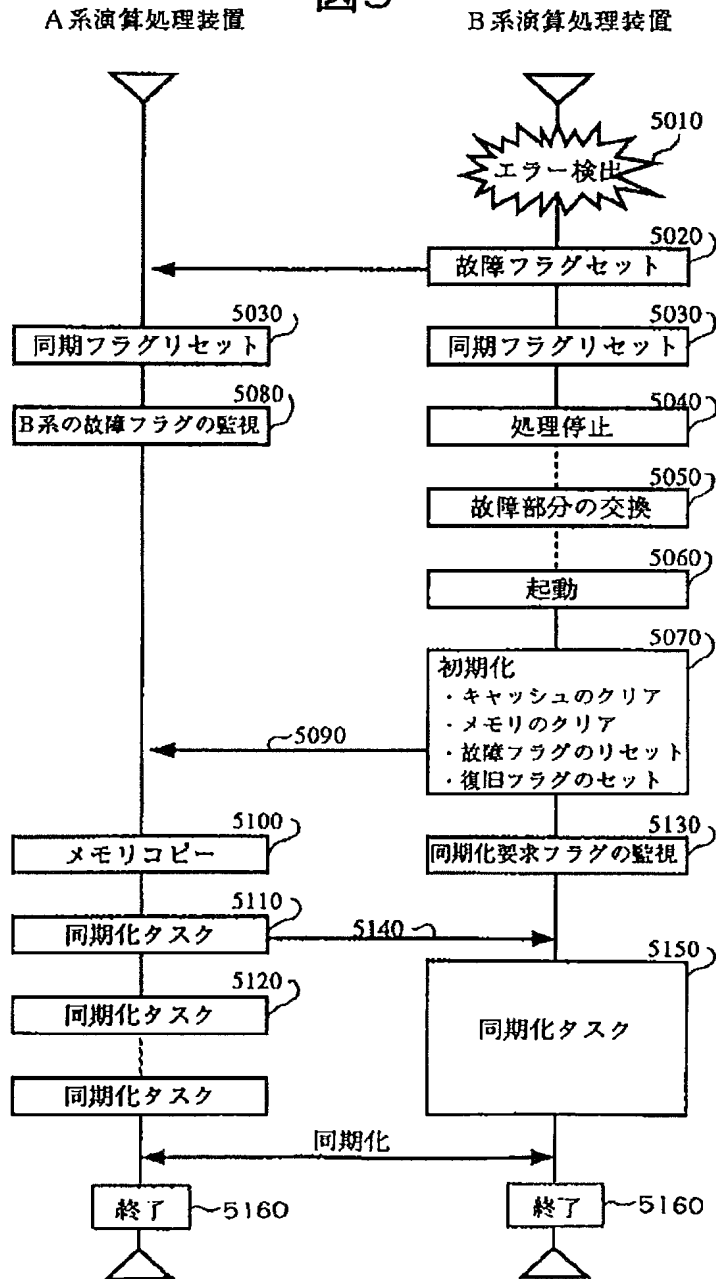 図5
A系演算処理装置
B系演算処理装置
5010
エラー検出
5020
故障フラグセット
5030
同期フラグリセット
5030
同期フラグリセット
5080
B系の故障フラグの監視
5040
処理停止
5050
故障部分の交換
5060
起動
5070
初期化
・キャッシュのクリア
・メモリのクリア
・故障フラグのリセット
・復旧フラグのセット
5090
5100
メモリコピー
5130
同期化要求フラグの監視
5110
同期化タスク
5140
5150
同期化タスク
5120
同期化タスク
同期化タスク
同期化
終了
5160
終了
5160